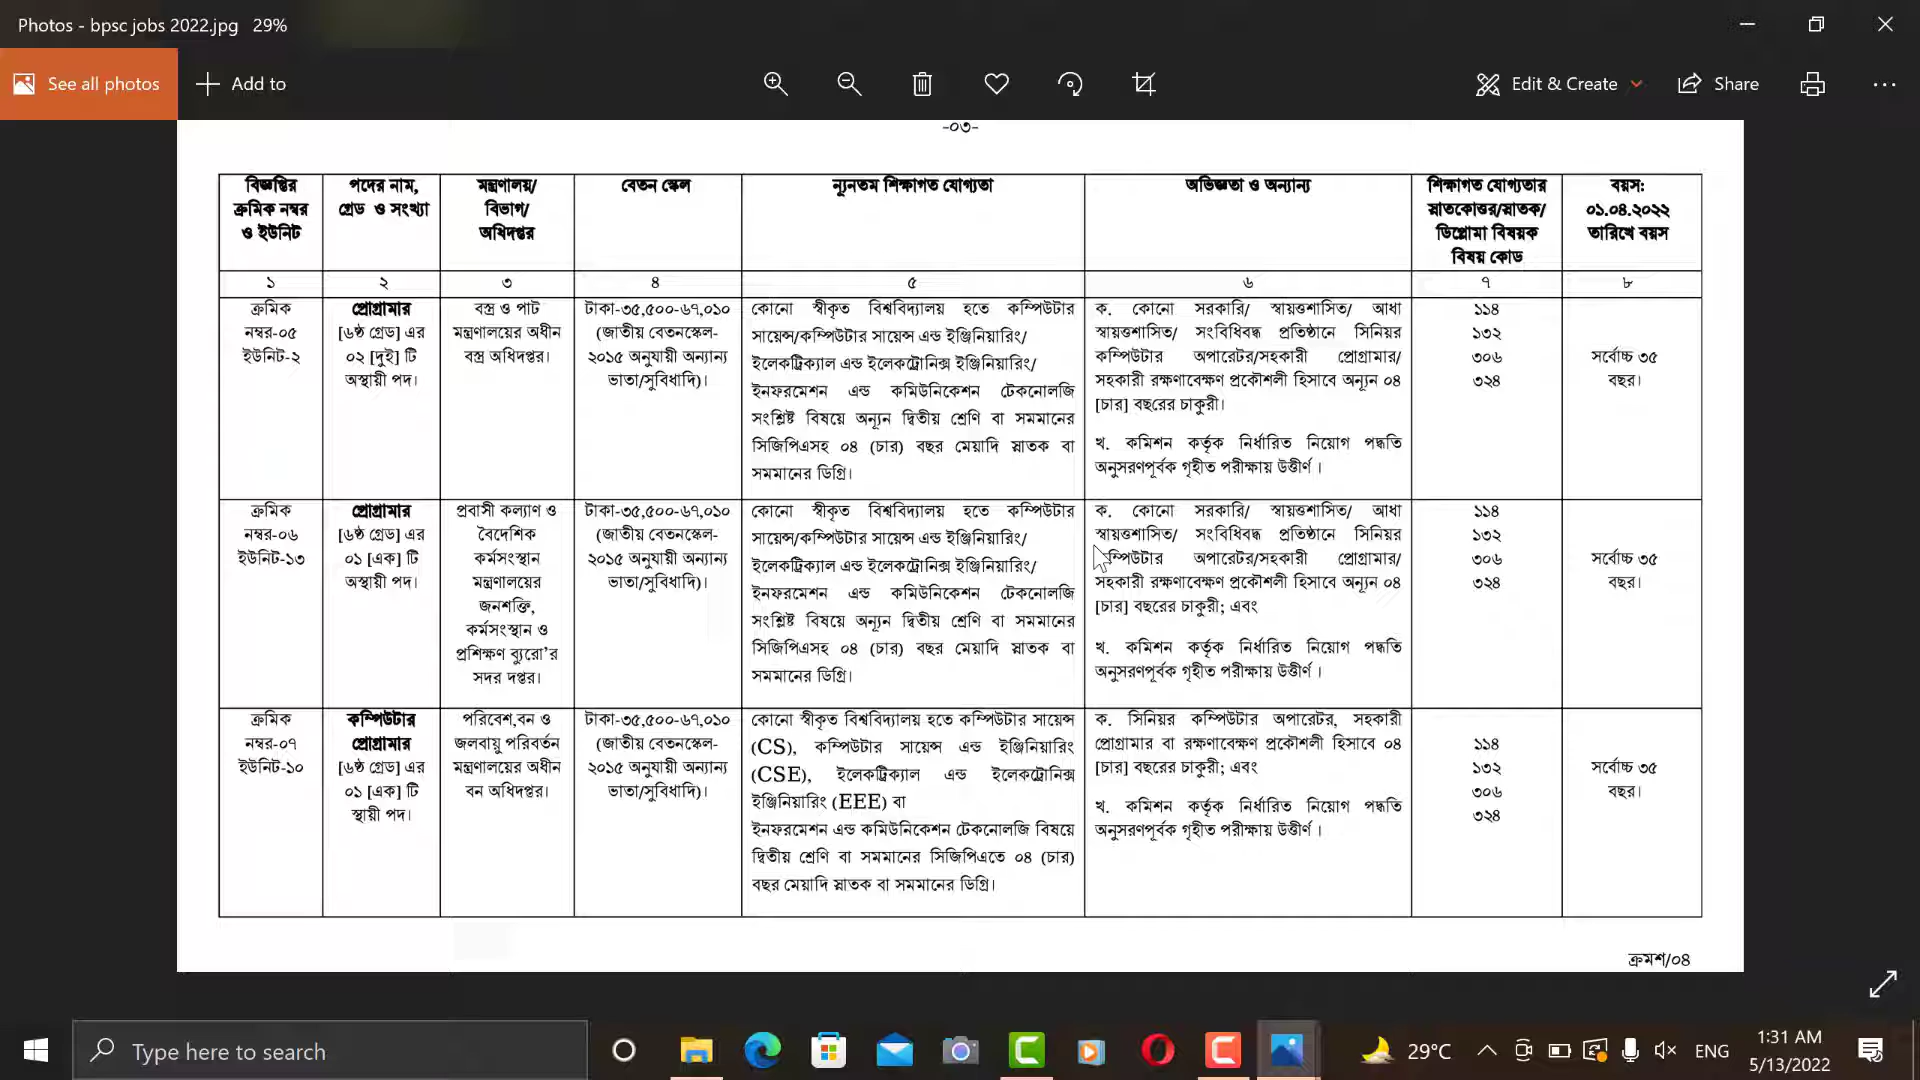 Photos - bpsc jobs 2022.jpg 29%
See all photos
Add to
Edit & Create
Share
-০৩-
বিজ্ঞপ্তির
ক্রমিক নম্বর
ও ইউনিট
পদের নাম,
গ্রেড ও সংখ্যা
মন্ত্রণালয়/
বিভাগ/
অধিদপ্তর
বেতন স্কেল
ন্যূনতম শিক্ষাগত যোগ্যতা
অভিজ্ঞতা ও অন্যান্য
শিক্ষাগত যোগ্যতার
স্নাতকোত্তর/স্নাতক/
ডিপ্লোমা বিষয়ক
বিষয় কোড
বয়স:
০১.০৪.২০২২
তারিখে বয়স
১
২
৩
৪
৫
৬
৭
৮
ক্রমিক
নম্বর-০৫
ইউনিট-২
প্রোগ্রামার
[৬ষ্ঠ গ্রেড] এর
০২ [দুই] টি
অস্থায়ী পদ।
বস্ত্র ও পাট
মন্ত্রণালয়ের অধীন
বস্ত্র অধিদপ্তর।
টাকা-৩৫,৫০০-৬৭,০১০
(জাতীয় বেতনস্কেল-
২০১৫ অনুযায়ী অন্যান্য
ভাতা/সুবিধাদি)।
কোনো স্বীকৃত বিশ্ববিদ্যালয় হতে কম্পিউটার
সায়েন্স/কম্পিউটার সায়েন্স এন্ড ইঞ্জিনিয়ারিং/
ইলেকট্রিক্যাল এন্ড ইলেকট্রোনিক্স ইঞ্জিনিয়ারিং/
ইনফরমেশন এন্ড কমিউনিকেশন টেকনোলজি
সংশ্লিষ্ট বিষয়ে অন্যূন দ্বিতীয় শ্রেণি বা সমমানের
সিজিপিএসহ ০৪ (চার) বছর মেয়াদি স্নাতক বা
সমমানের ডিগ্রি।
ক. কোনো সরকারি/ স্বায়ত্তশাসিত/ আধা
স্বায়ত্তশাসিত/ সংবিধিবদ্ধ প্রতিষ্ঠানে সিনিয়র
কম্পিউটার অপারেটর/সহকারী প্রোগ্রামার/
সহকারী রক্ষণাবেক্ষণ প্রকৌশলী হিসাবে অন্যূন ০৪
[চার] বছরের চাকুরী।
খ. কমিশন কর্তৃক নির্ধারিত নিয়োগ পদ্ধতি
অনুসরণপূর্বক গৃহীত পরীক্ষায় উত্তীর্ণ ।
১১৪
১৩২
৩০৬
৩২৪
সর্বোচ্চ ৩৫
বছর।
ক্রমিক
নম্বর-০৬
ইউনিট-১৩
প্রোগ্রামার
[৬ষ্ঠ গ্রেড] এর
০১ [এক] টি
অস্থায়ী পদ।
প্রবাসী কল্যাণ ও
বৈদেশিক
কর্মসংস্থান
মন্ত্রণালয়ের
জনশক্তি,
কর্মসংস্থান ও
প্রশিক্ষণ ব্যুরো'র
সদর দপ্তর।
টাকা-৩৫,৫০০-৬৭,০১০
(জাতীয় বেতনস্কেল-
২০১৫ অনুযায়ী অন্যান্য
ভাতা/সুবিধাদি)।
কোনো স্বীকৃত বিশ্ববিদ্যালয় হতে কম্পিউটার
সায়েন্স/কম্পিউটার সায়েন্স এন্ড ইঞ্জিনিয়ারিং/
ইলেকট্রিক্যাল এন্ড ইলেকট্রোনিক্স ইঞ্জিনিয়ারিং/
ইনফরমেশন এন্ড কমিউনিকেশন টেকনোলজি
সংশ্লিষ্ট বিষয়ে অন্যূন দ্বিতীয় শ্রেণি বা সমমানের
সিজিপিএসহ ০৪ (চার) বছর মেয়াদি স্নাতক বা
সমমানের ডিগ্রি।
ক. কোনো সরকারি/ স্বায়ত্তশাসিত/ আধা
স্বায়ত্তশাসিত/ সংবিধিবদ্ধ প্রতিষ্ঠানে সিনিয়র
কম্পিউটার অপারেটর/সহকারী প্রোগ্রামার/
সহকারী রক্ষণাবেক্ষণ প্রকৌশলী হিসাবে অন্যূন ০৪
[চার] বছরের চাকুরী; এবং
খ. কমিশন কর্তৃক নির্ধারিত নিয়োগ পদ্ধতি
অনুসরণপূর্বক গৃহীত পরীক্ষায় উত্তীর্ণ ।
১১৪
১৩২
৩০৬
৩২৪
সর্বোচ্চ ৩৫
বছর।
ক্রমিক
নম্বর-০৭
ইউনিট-১০
কম্পিউটার
প্রোগ্রামার
[৬ষ্ঠ গ্রেড] এর
০১ [এক] টি
স্থায়ী পদ।
পরিবেশ,বন ও
জলবায়ু পরিবর্তন
মন্ত্রণালয়ের অধীন
বন অধিদপ্তর।
টাকা-৩৫,৫০০-৬৭,০১০
(জাতীয় বেতনস্কেল-
২০১৫ অনুযায়ী অন্যান্য
ভাতা/সুবিধাদি)।
কোনো স্বীকৃত বিশ্ববিদ্যালয় হতে কম্পিউটার সায়েন্স
(CS), কম্পিউটার সায়েন্স এন্ড ইঞ্জিনিয়ারিং
(CSE), ইলেকট্রিক্যাল এন্ড ইলেকট্রোনিক্স
ইঞ্জিনিয়ারিং (EEE) বা
ইনফরমেশন এন্ড কমিউনিকেশন টেকনোলজি বিষয়ে
দ্বিতীয় শ্রেণি বা সমমানের সিজিপিএতে ০৪ (চার)
বছর মেয়াদি স্নাতক বা সমমানের ডিগ্রি।
ক. সিনিয়র কম্পিউটার অপারেটর, সহকারী
প্রোগ্রামার বা রক্ষণাবেক্ষণ প্রকৌশলী হিসাবে ০৪
[চার] বছরের চাকুরী; এবং
খ. কমিশন কর্তৃক নির্ধারিত নিয়োগ পদ্ধতি
অনুসরণপূর্বক গৃহীত পরীক্ষায় উত্তীর্ণ ।
১১৪
১৩২
৩০৬
৩২৪
সর্বোচ্চ ৩৫
বছর।
ক্রমশ/০৪
Type here to search
29°C
ENG
1:31 AM
5/13/2022